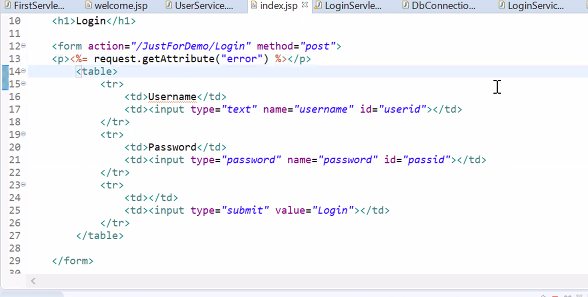 FirstServle... welcome.jsp UserService.... index.jsp LoginServle... DbConnectio... LoginServic...
10 <h1>Login</h1>
11
12 <form action="/JustForDemo/Login" method="post">
13 <p><%= request.getAttribute("error") %></p>
14 <table>
15 <tr>
16 <td>Username</td>
17 <td><input type="text" name="username" id="userid"></td>
18 </tr>
19 <tr>
20 <td>Password</td>
21 <td><input type="password" name="password" id="passid"></td>
22 </tr>
23 <tr>
24 <td></td>
25 <td><input type="submit" value="Login"></td>
26 </tr>
27 </table>
28
29 </form>
30